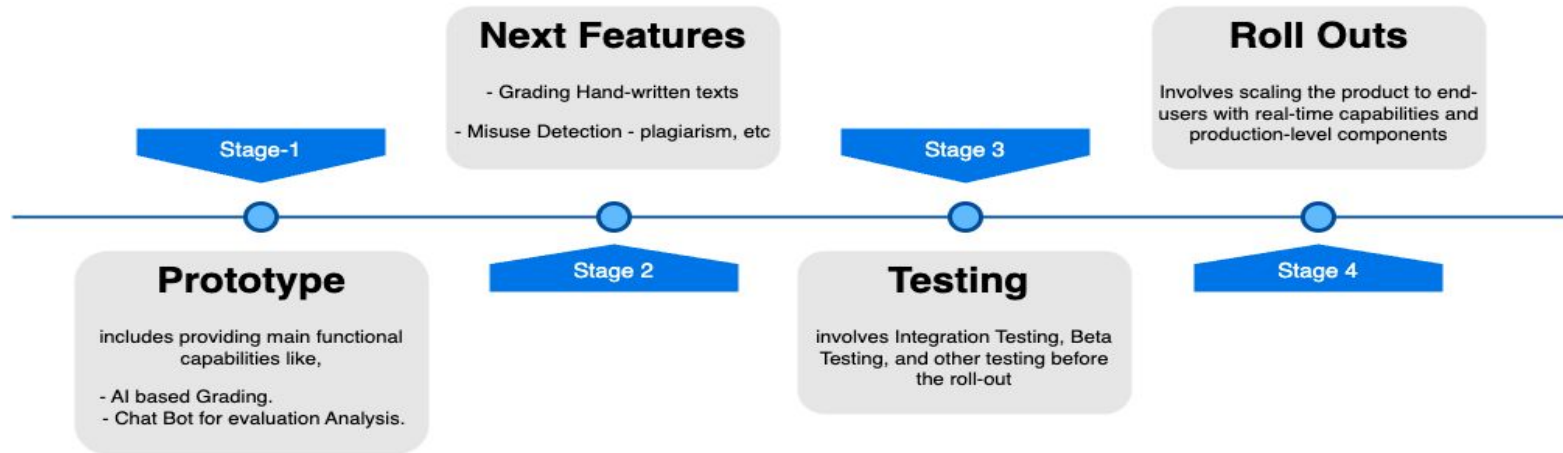 Stage-1
Prototype
includes providing main functional
capabilities like,
- AI based Grading.
- Chat Bot for evaluation Analysis.
Next Features
- Grading Hand-written texts
- Misuse Detection - plagiarism, etc
Stage 2
Stage 3
Testing
involves Integration Testing, Beta
Testing, and other testing before
the roll-out
Roll Outs
Involves scaling the product to end-
users with real-time capabilities and
production-level components
Stage 4